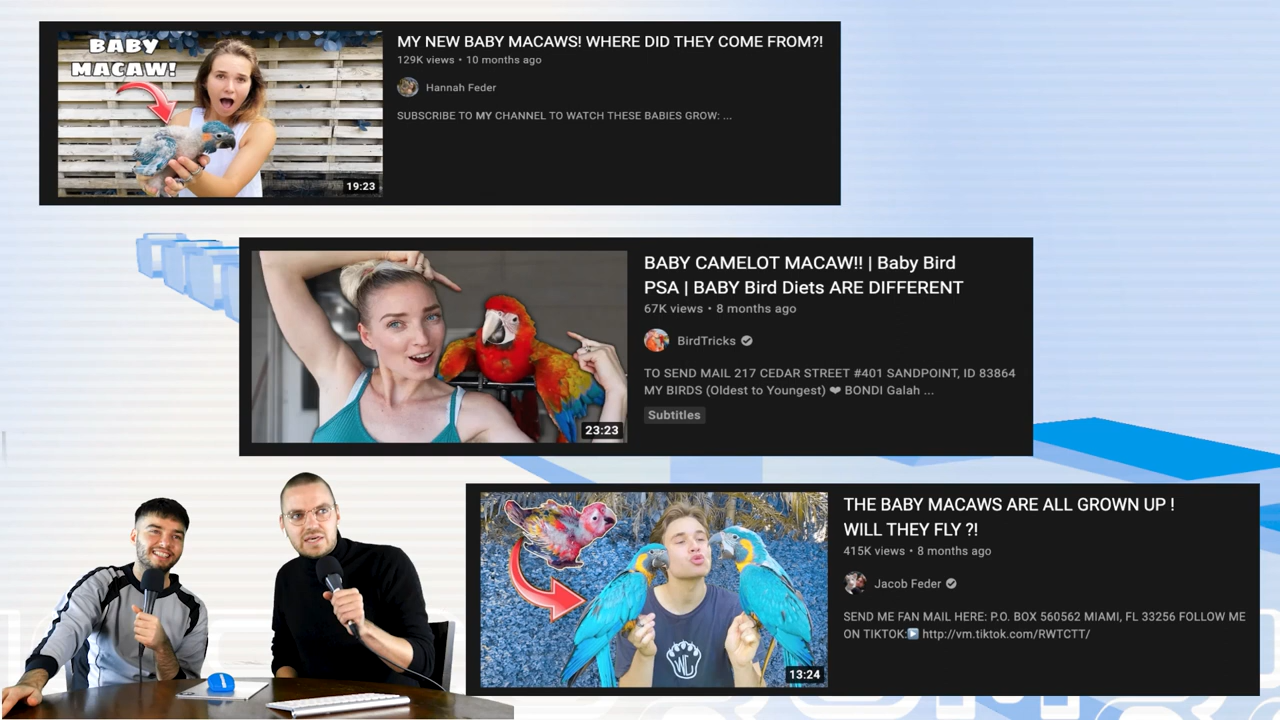 BABY
MACAW!
19:23
MY NEW BABY MACAWS! WHERE DID THEY COME FROM?!
129K views • 10 months ago
Hannah Feder
SUBSCRIBE TO MY CHANNEL TO WATCH THESE BABIES GROW: ...
23:23
BABY CAMELOT MACAW!! | Baby Bird
PSA | BABY Bird Diets ARE DIFFERENT
67K views • 8 months ago
BirdTricks
TO SEND MAIL 217 CEDAR STREET #401 SANDPOINT, ID 83864
MY BIRDS (Oldest to Youngest) ❤ BONDI Galah ...
Subtitles
WC
13:24
THE BABY MACAWS ARE ALL GROWN UP !
WILL THEY FLY ?!
415K views • 8 months ago
Jacob Feder
SEND ME FAN MAIL HERE: P.O. BOX 560562 MIAMI, FL 33256 FOLLOW ME
ON TIKTOK:▶ http://vm.tiktok.com/RWTCTT/